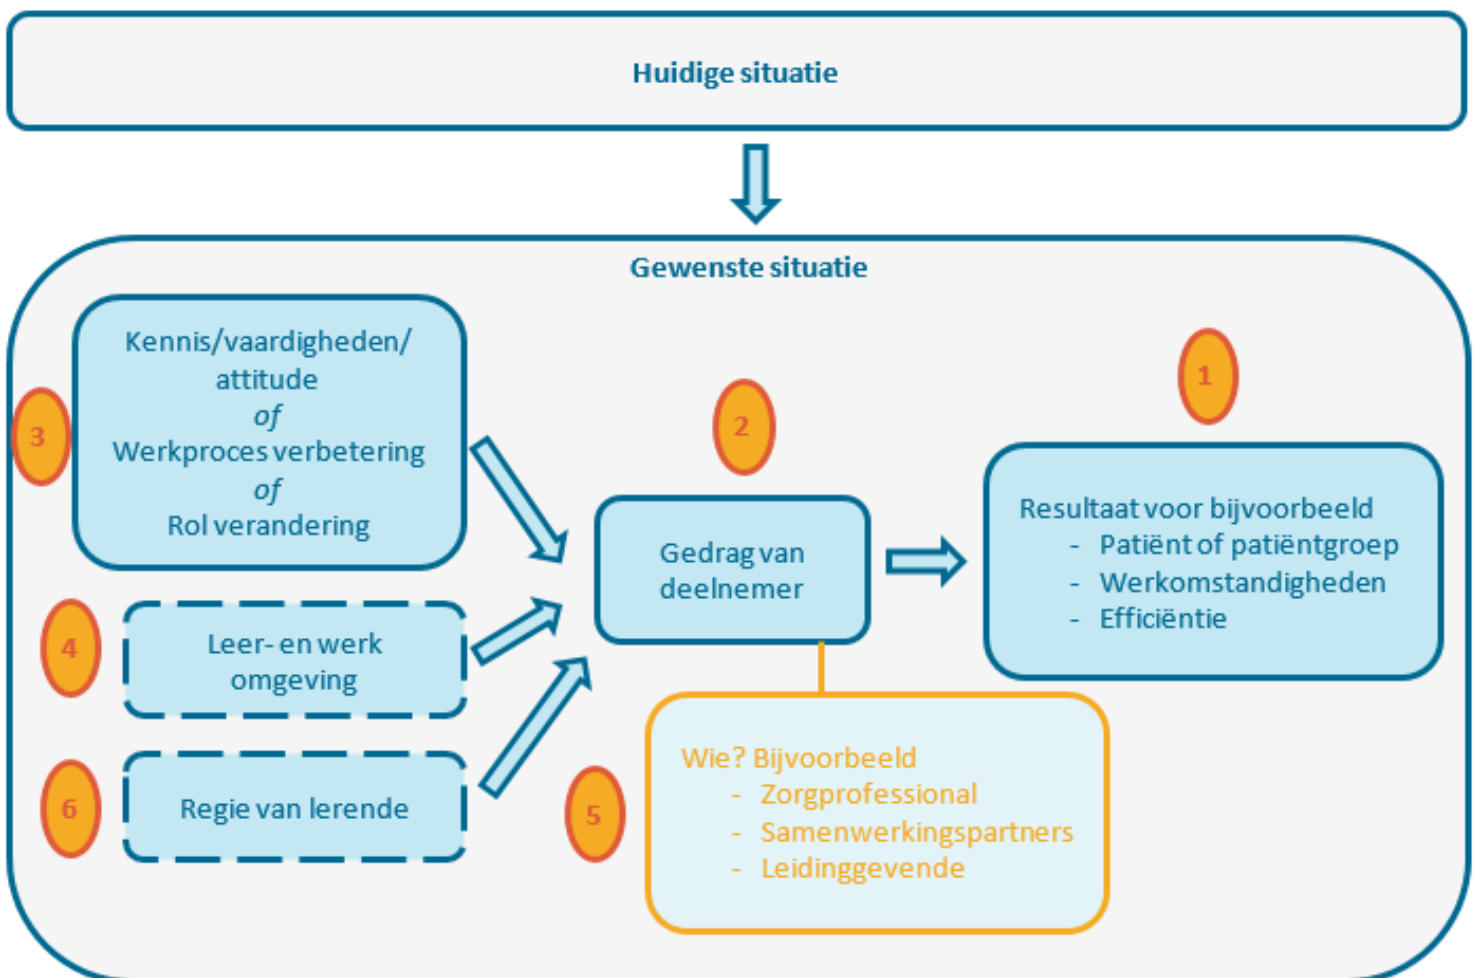 Huidige situatie
Gewenste situatie
3
Kennis/vaardigheden/
attitude
of
Werkproces verbetering
of
Rol verandering
4
Leer- en werk
omgeving
6
Regie van lerende
2
Gedrag van
deelnemer
5
Wie? Bijvoorbeeld
- Zorgprofessional
- Samenwerkingspartners
- Leidinggevende
1
Resultaat voor bijvoorbeeld
- Patiënt of patiëntgroep
- Werkomstandigheden
- Efficiëntie